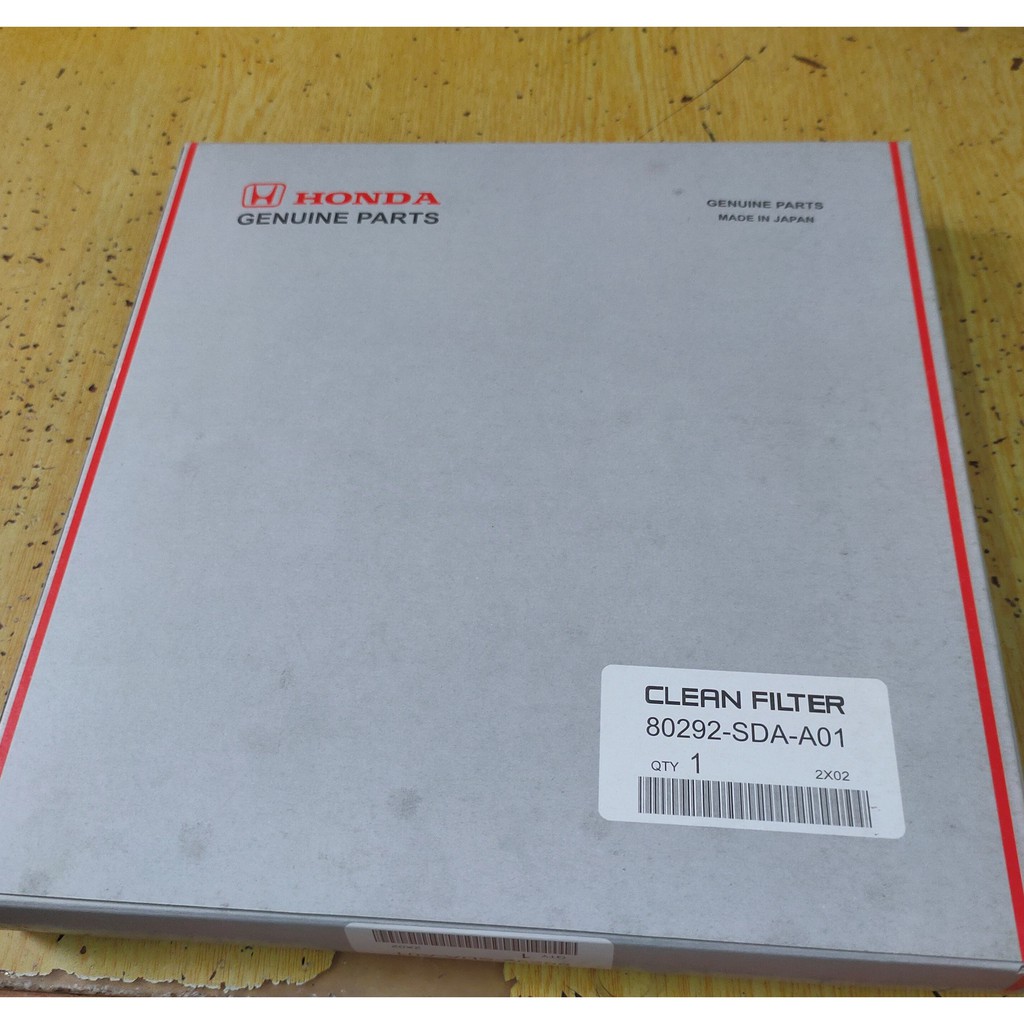 HONDA
GENUINE PARTS
GENUINE PARTS
MADE IN JAPAN
CLEAN FILTER
80292-SDA-A01
QTY 1
2X02